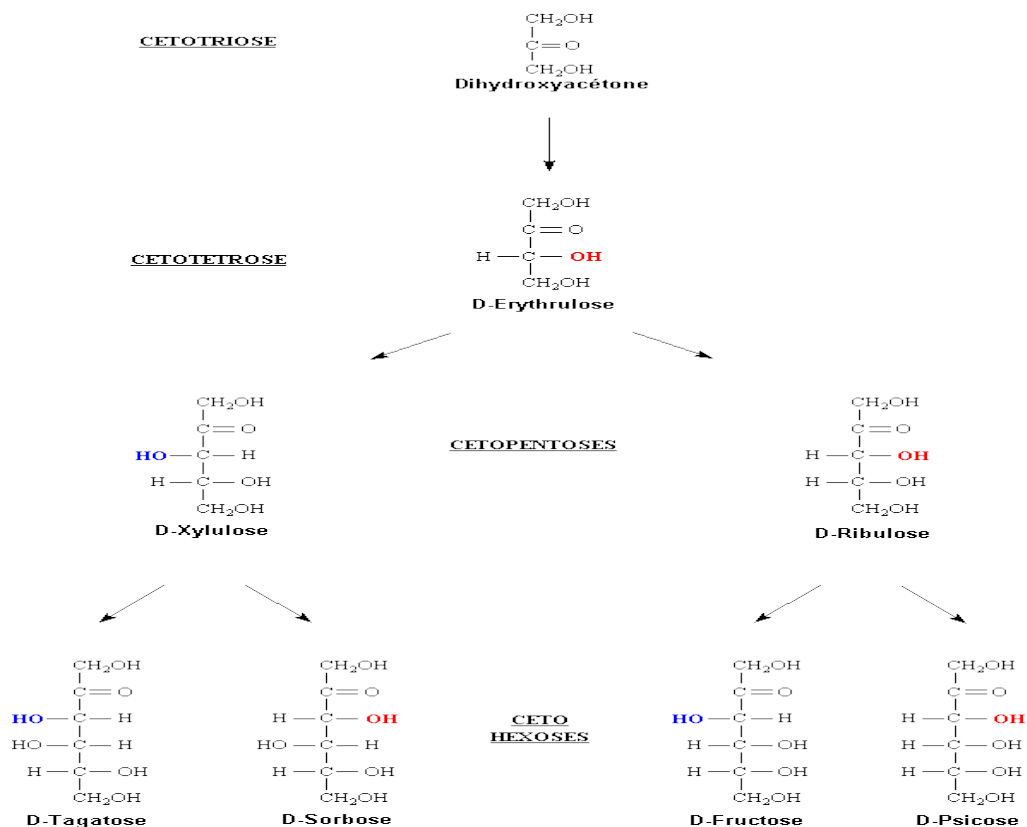 CH₂OH
CETOTRIOSE
C=O
CH₂OH
Dihydroxyacétone
CH₂OH
C=O
CETOTETROSE
H—C—OH
CH₂OH
D-Erythrulose
CH₂OH
C=O
HO—C—H
H—C—OH
CH₂OH
D-Xylulose
CETOPENTOSES
CH₂OH
C=O
H—C—OH
H—C—OH
CH₂OH
D-Ribulose
CH₂OH
C=O
HO—C—H
HO—C—H
H—C—OH
CH₂OH
D-Tagatose
CH₂OH
C=O
H—C—OH
HO—C—H
H—C—OH
CH₂OH
D-Sorbose
CETO
HEXOSES
CH₂OH
C=O
HO—C—H
H—C—OH
H—C—OH
CH₂OH
D-Fructose
CH₂OH
C=O
H—C—OH
H—C—OH
H—C—OH
CH₂OH
D-Psicose